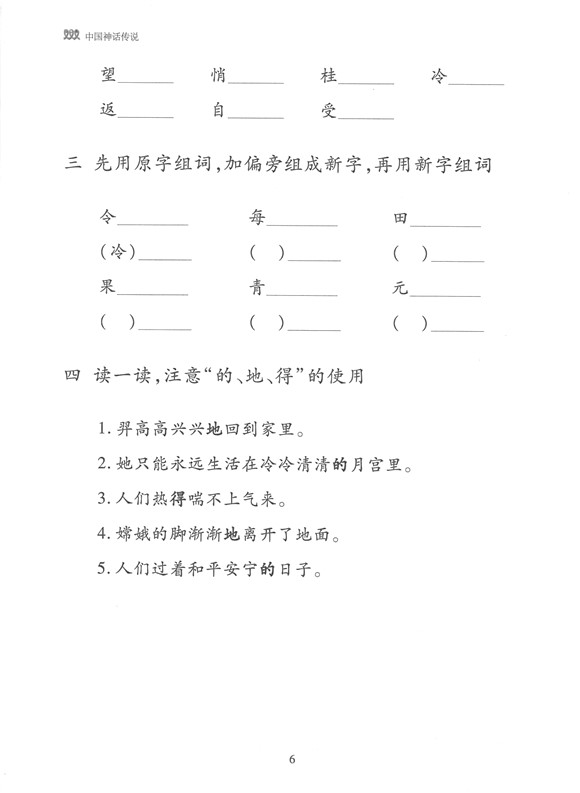 中国神话传说
望______ 悄______ 桂______ 冷______
返______ 自______ 受______
三 先用原字组词，加偏旁组成新字，再用新字组词
令________ 每________ 田________
(冷)______ ( )______ ( )______
果________ 青________ 元________
( )______ ( )______ ( )______
四 读一读，注意“的、地、得”的使用
1. 羿高高兴兴地回到家里。
2. 她只能永远生活在冷冷清清的月宫里。
3. 人们热得喘不上气来。
4. 嫦娥的脚渐渐地离开了地面。
5. 人们过着和平安宁的日子。
6